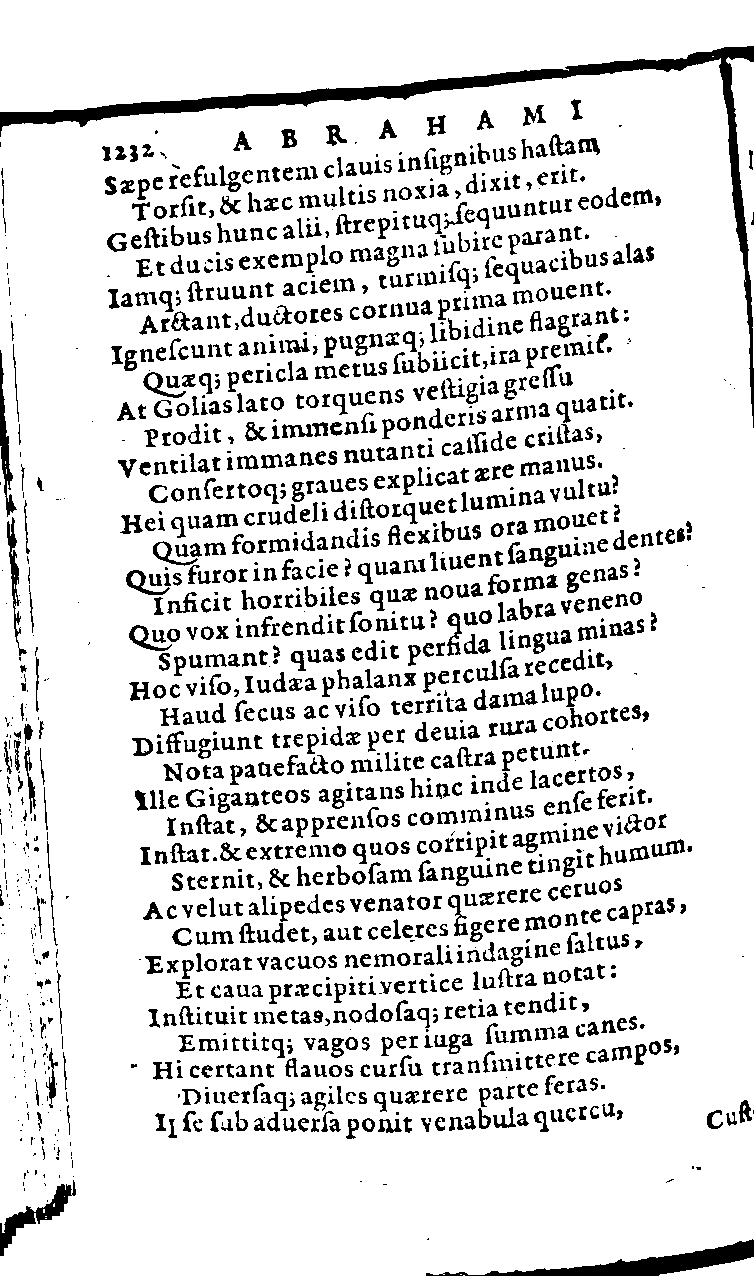 1232 ABRAHAMI
Sæpe refulgentem clauis inſignibus haſtam
Torſit, & hæc multis noxia, dixit, erit.
Geſtibus hunc alii, ſtrepituq; ſequuntur eodem,
Et ducis exemplo magna ſubire parant.
Iamq; ſtruunt aciem, turmiſq; ſequacibus alas
Arctant, ductores cornua prima mouent.
Igneſcunt animi, pugnæq; libidine flagrant:
Quæq; pericla metus ſubiicit, ira premit.
At Golias lato torquens veſtigia greſſu
Prodit, & immenſi ponderis arma quatit.
Ventilat immanes nutanti caſſide criſtas,
Conſertoq; graues explicat ære manus.
Hei quam crudeli diſtorquet lumina vultu?
Quam formidandis flexibus ora mouet?
Quis furor in facie? quam liuent ſanguine dentes?
Inficit horribiles quæ noua forma genas?
Quo vox infrendit ſonitu? quo labra veneno
Spumant? quas edit perfida lingua minas?
Hoc viſo, Iudæa phalanx perculſa recedit,
Haud ſecus ac viſo territa dama lupo.
Diffugiunt trepidæ per deuia rura cohortes,
Nota pauefacto milite caſtra petunt.
Ille Giganteos agitans hinc inde lacertos,
Inſtat, & apprenſos comminus enſe ferit.
Inſtat. & extremo quos corripit agmine victor
Sternit, & herboſam ſanguine tingit humum.
Ac velut alipedes venator quærere ceruos
Cum ſtudet, aut celeres figere monte capras,
Explorat vacuos nemorali indagine ſaltus,
Et caua præcipiti vertice luſtra notat:
Inſtituit metas, nodoſaq; retia tendit,
Emittitq; vagos per iuga ſumma canes.
Hi certant flauos curſu tranſmittere campos,
Diuerſaq; agiles quærere parte feras.
Il ſe ſub aduerſa ponit venabula quercu,
Cuſt